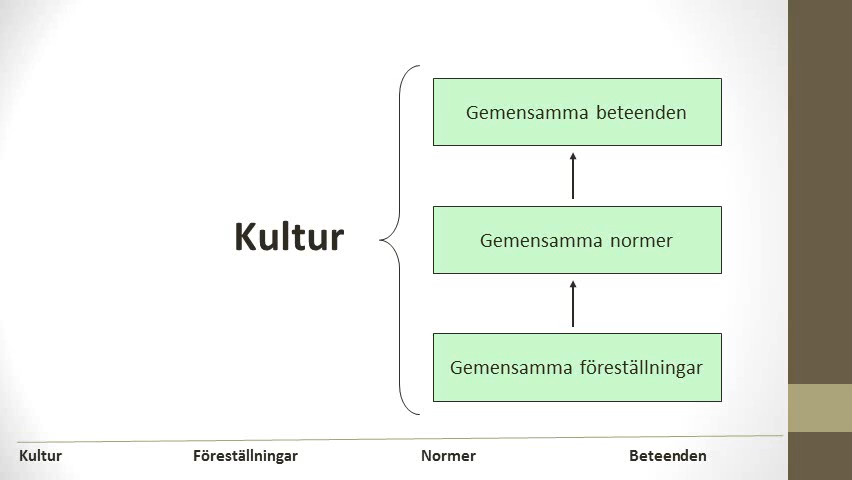 Gemensamma beteenden
Kultur
Gemensamma normer
Gemensamma föreställningar
Kultur Föreställningar Normer Beteenden